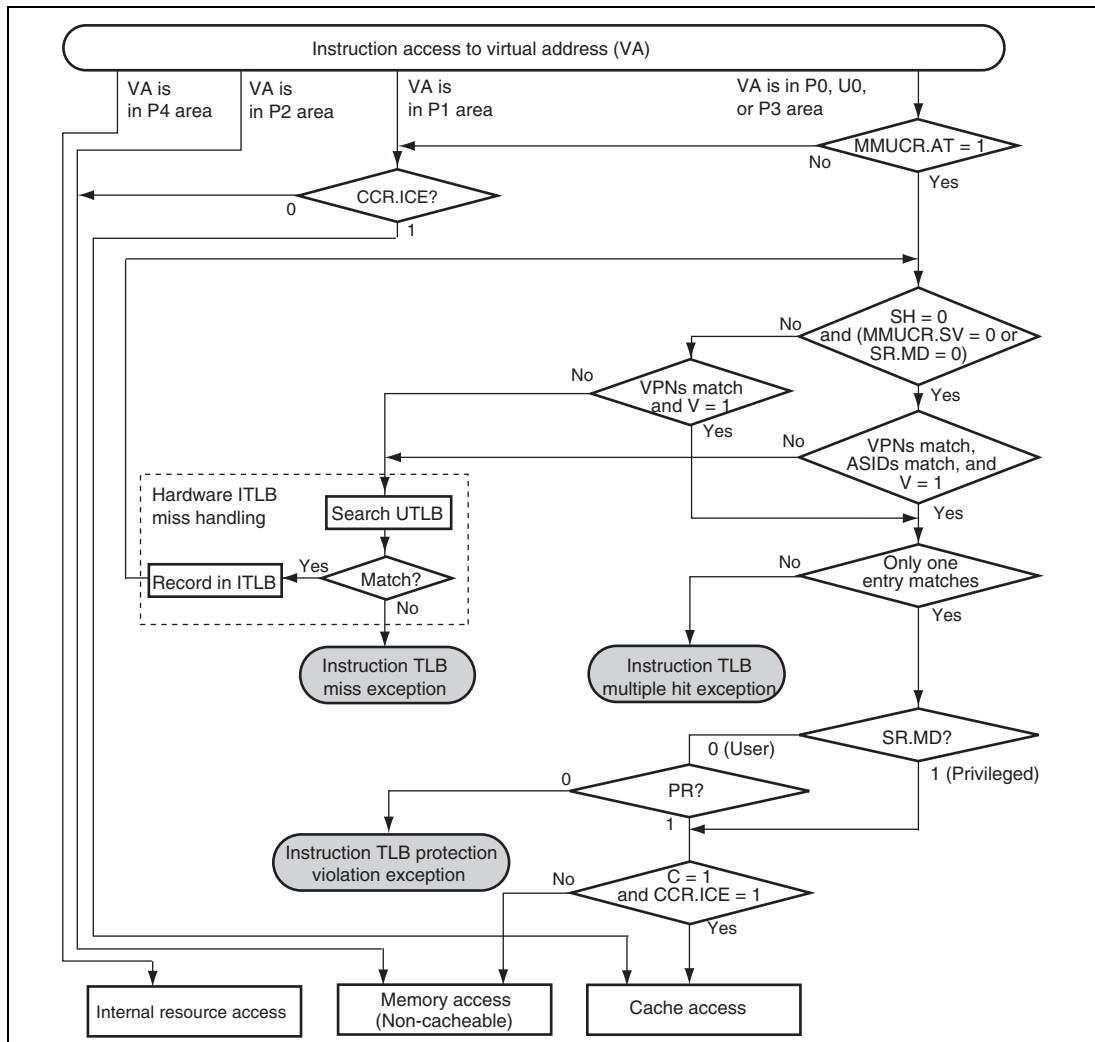 Instruction access to virtual address (VA)
VA is
in P4 area
VA is
in P2 area
VA is
in P1 area
VA is in P0, U0,
or P3 area
MMUCR.AT = 1
No
Yes
CCR.ICE?
0
1
SH = 0
and (MMUCR.SV = 0 or
SR.MD = 0)
No
Yes
VPNs match
and V = 1
No
Yes
VPNs match,
ASIDs match, and
V = 1
No
Yes
Hardware ITLB
miss handling
Search UTLB
Match?
Yes
No
Record in ITLB
Only one
entry matches
No
Yes
Instruction TLB
miss exception
Instruction TLB
multiple hit exception
SR.MD?
0 (User)
1 (Privileged)
PR?
0
1
Instruction TLB protection
violation exception
C = 1
and CCR.ICE = 1
No
Yes
Internal resource access
Memory access
(Non-cacheable)
Cache access